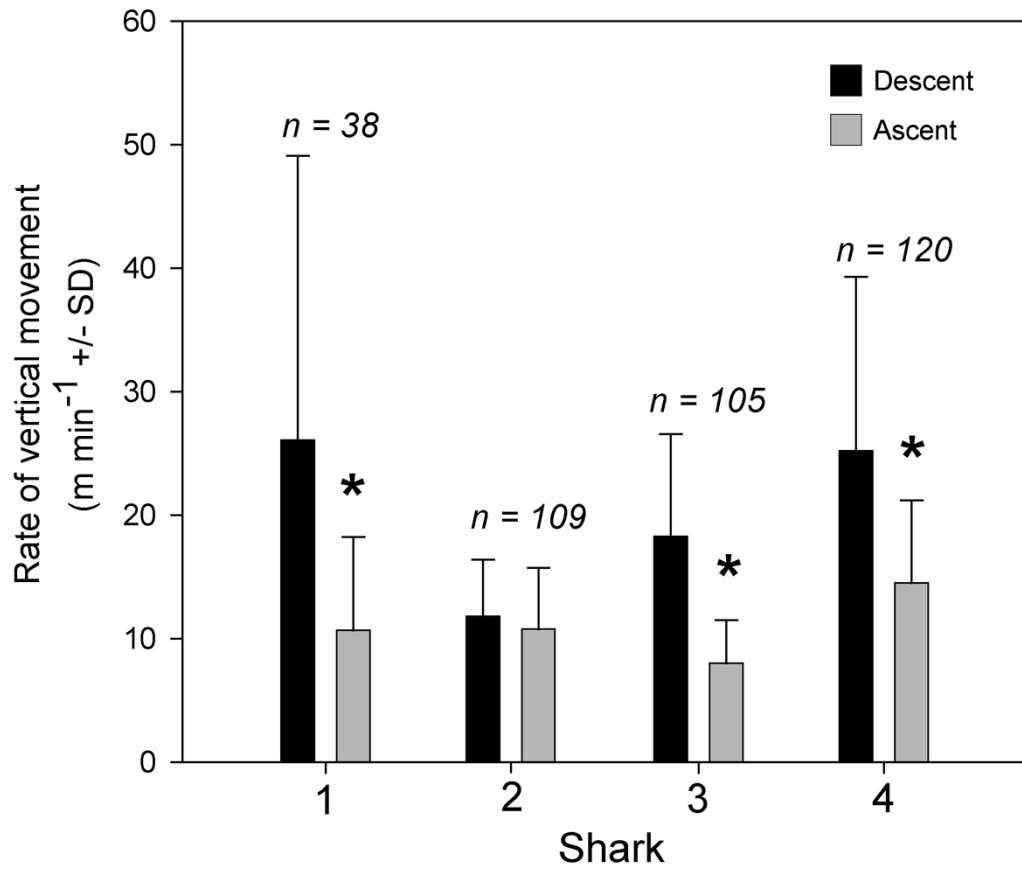 60
50
40
30
20
10
0
Rate of vertical movement
(m min⁻¹ +/- SD)
Descent
Ascent
n = 38
n = 109
n = 105
n = 120
*
*
*
1 2 3 4
Shark